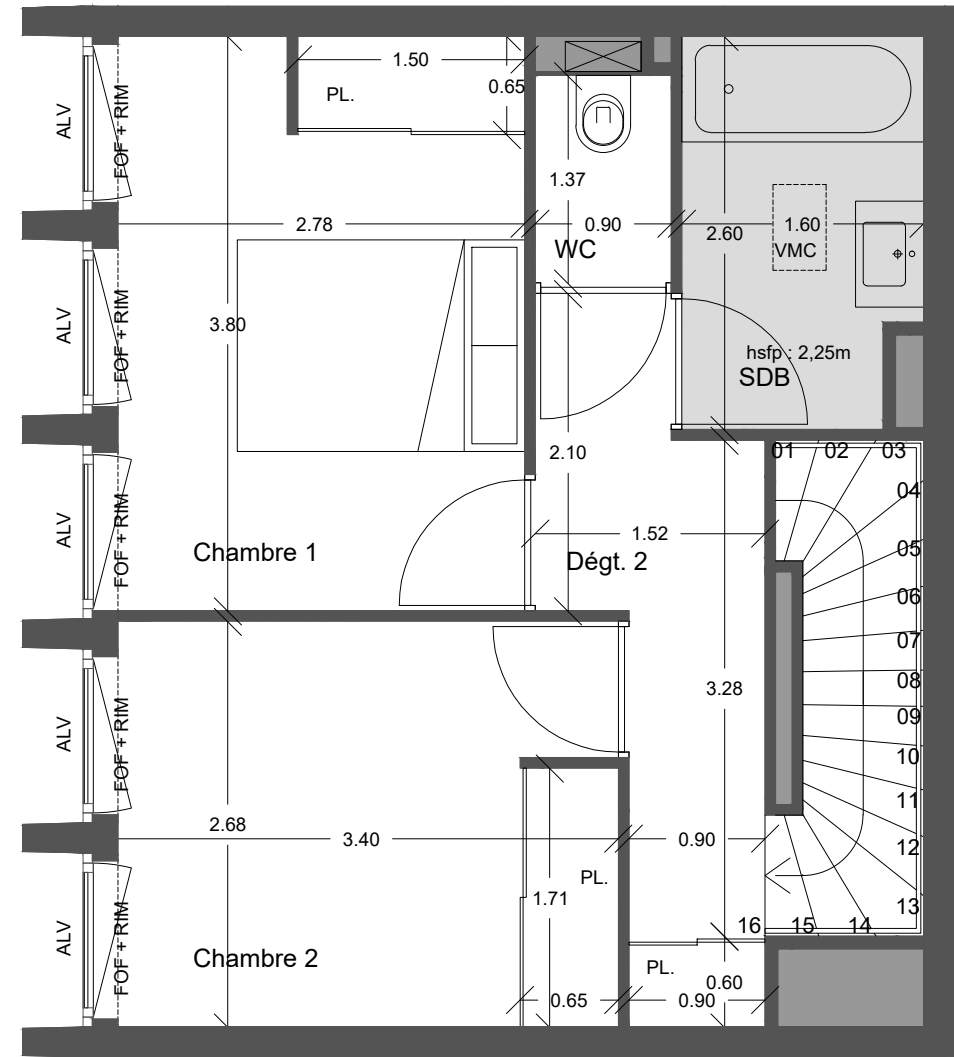 1.50
PL.
0.65
ALV
FOF + RIM
1.37
2.78
0.90
1.60
2.60
WC
VMC
ALV
FOF + RIM
3.80
hsfp : 2,25m
SDB
2.10
01
02
03
04
ALV
FOF + RIM
1.52
05
Chambre 1
Dégt. 2
06
07
08
3.28
09
ALV
FOF + RIM
10
11
2.68
3.40
0.90
12
PL.
1.71
13
ALV
FOF + RIM
16
15
14
Chambre 2
PL.
0.60
0.65
0.90